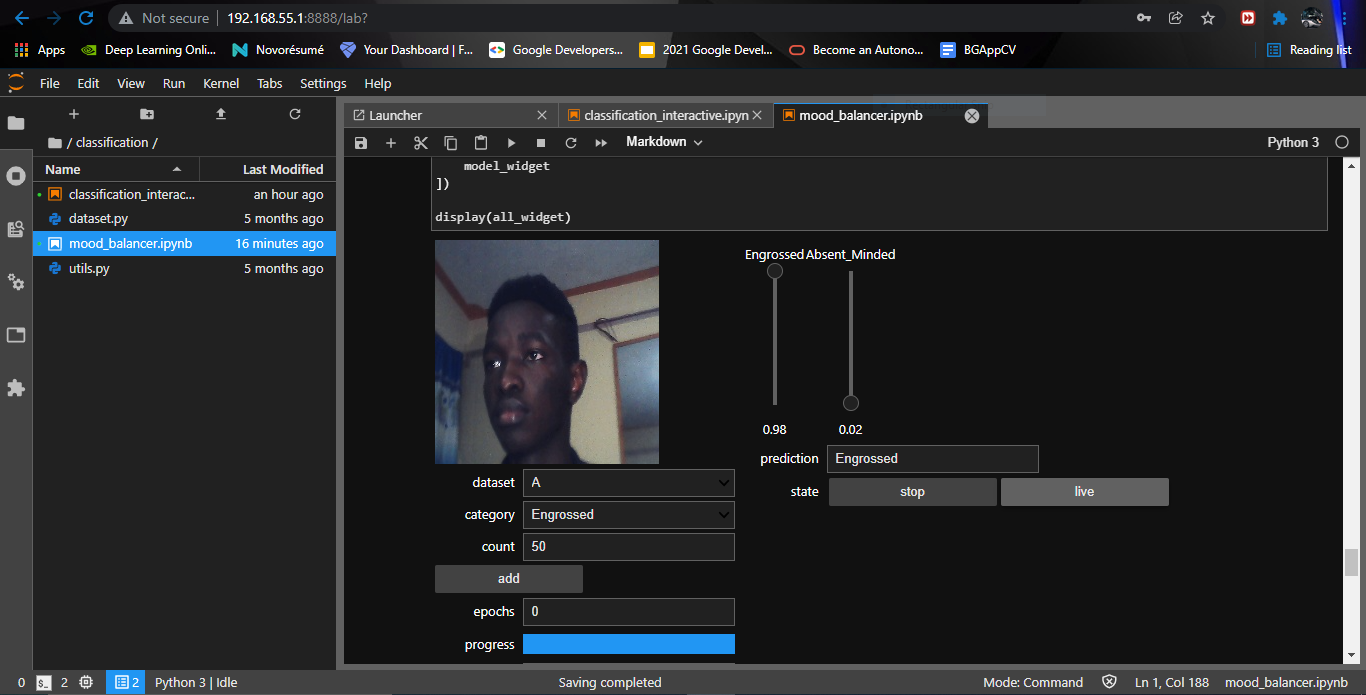 Not secure | 192.168.55.1:8888/lab?
Apps Deep Learning Onli... Novorésumé Your Dashboard | F... Google Developers... 2021 Google Devel... Become an Autono... BGAppCV Reading list
File Edit View Run Kernel Tabs Settings Help
Launcher classification_interactive.ipyn mood_balancer.ipynb
/ classification /
Markdown Python 3
Name Last Modified
classification_interac... an hour ago
dataset.py 5 months ago
mood_balancer.ipynb 16 minutes ago
utils.py 5 months ago
model_widget
])
display(all_widget)
Engrossed Absent_Minded
0.98 0.02
prediction Engrossed
state stop live
dataset A
category Engrossed
count 50
add
epochs 0
progress
0 $_ 2 2 Python 3 | Idle Saving completed Mode: Command Ln 1, Col 188 mood_balancer.ipynb